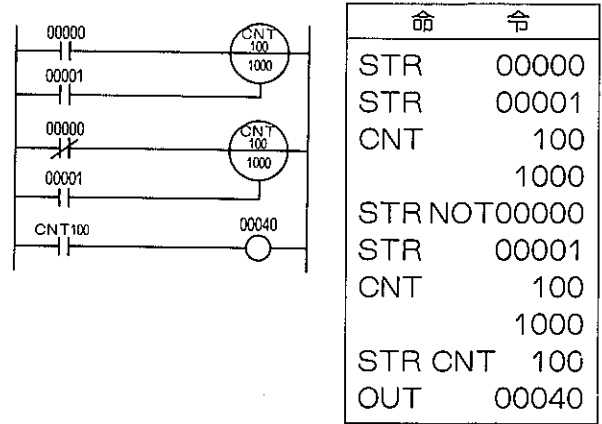 00000
CNT
100
1000
00001
00000
CNT
100
1000
00001
CNT100
00040
命 令
STR 00000
STR 00001
CNT 100
1000
STR NOT00000
STR 00001
CNT 100
1000
STR CNT 100
OUT 00040